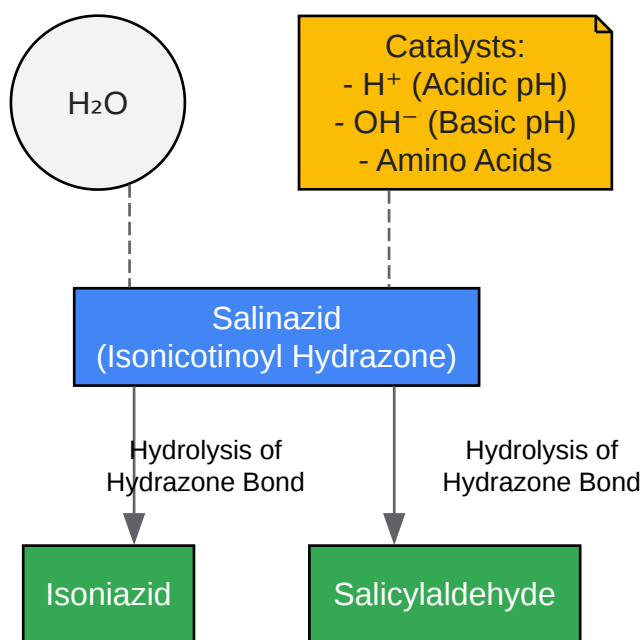 H₂O
Catalysts:
- H⁺ (Acidic pH)
- OH⁻ (Basic pH)
- Amino Acids
Salinazid
(Isonicotinoyl Hydrazone)
Hydrolysis of
Hydrazone Bond
Hydrolysis of
Hydrazone Bond
Isoniazid
Salicylaldehyde